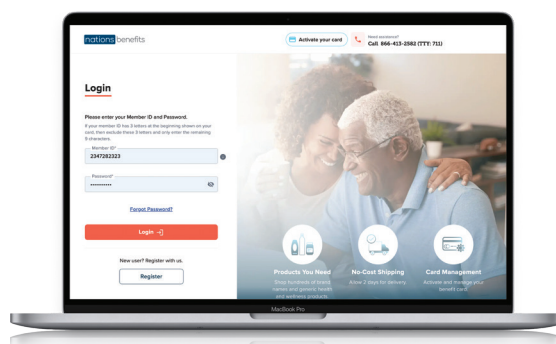 nations benefits
Activate your card
Need assistance?
Call 866-413-2582 (TTY: 711)
Login
Please enter your Member ID and Password.
If your member ID has 3 letters at the beginning shown on your
card, then exclude those 3 letters and only enter the remaining
9 characters.
Member ID*
2347282323
Password*
••••••••••
Forgot Password?
Login
New user? Register with us.
Register
Products You Need
Shop hundreds of brand
names and generic health
and wellness products.
No-Cost Shipping
Allow 2 days for delivery.
Card Management
Activate and manage your
benefit card.
MacBook Pro